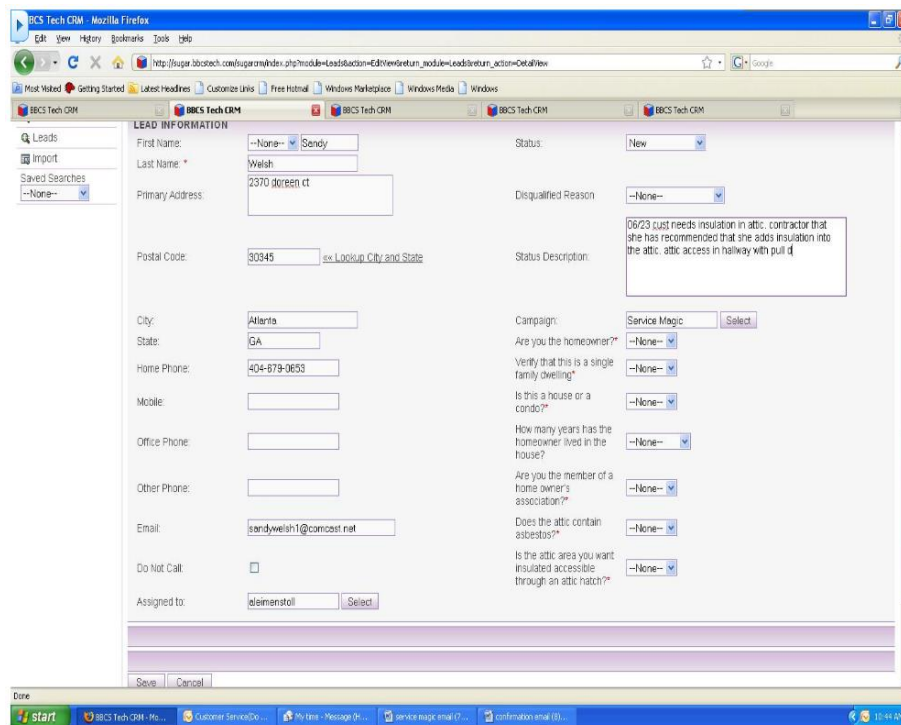 BCS Tech CRM - Mozilla Firefox
Edit View History Bookmarks Tools Help
http://sugar.bbcstech.com/sugarcrm/index.php?module=Leads&action=EditView&return_module=Leads&return_action=DetailView
G Google
Most Visited Getting Started Latest Headlines Customize Links Free Hotmail Windows Marketplace Windows Media Windows
BBCS Tech CRM BBCS Tech CRM BBCS Tech CRM BBCS Tech CRM BBCS Tech CRM
Leads
Import
Saved Searches
--None--
LEAD INFORMATION
First Name: --None-- Sandy Status: New
Last Name: * Welsh
Primary Address: 2370 doreen ct Disqualified Reason --None--
Postal Code: 30345 << Lookup City and State Status Description: 06/23 cust needs insulation in attic. contractor that
she has recommended that she adds insulation into
the attic. attic access in hallway with pull d
City: Atlanta Campaign: Service Magic Select
State: GA Are you the homeowner?* --None--
Home Phone: 404-679-0653 Verify that this is a single
family dwelling* --None--
Mobile: Is this a house or a
condo?* --None--
Office Phone: How many years has the
homeowner lived in the
house? --None--
Other Phone: Are you the member of a
home owner's
association?* --None--
Email: sandywelsh1@comcast.net Does the attic contain
asbestos?* --None--
Do Not Call: Is the attic area you want
insulated accessible
through an attic hatch?* --None--
Assigned to: aleimenstoll Select
Save Cancel
Done
start BBCS Tech CRM - Mo... Customer Service(Do ... My time - Message (H... service magic email (7... confirmation email (8)... 10:44 AM